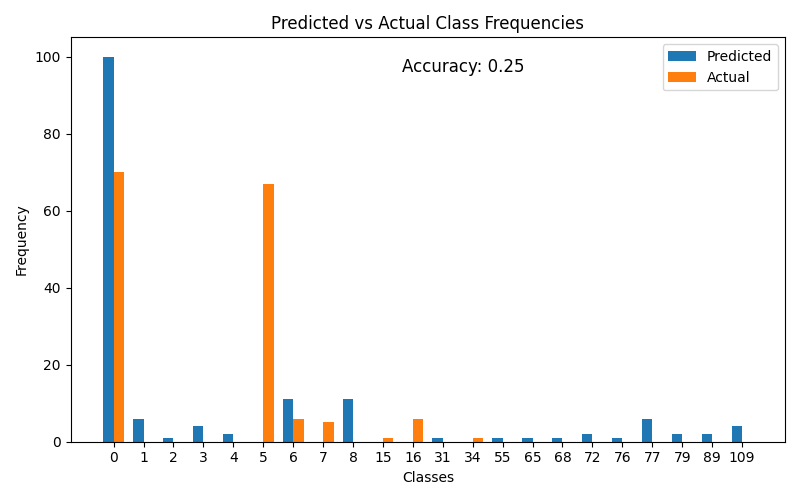 Predicted vs Actual Class Frequencies
Accuracy: 0.25
Predicted
Actual
Frequency
100
80
60
40
20
0
0 1 2 3 4 5 6 7 8 15 16 31 34 55 65 68 72 76 77 79 89 109
Classes